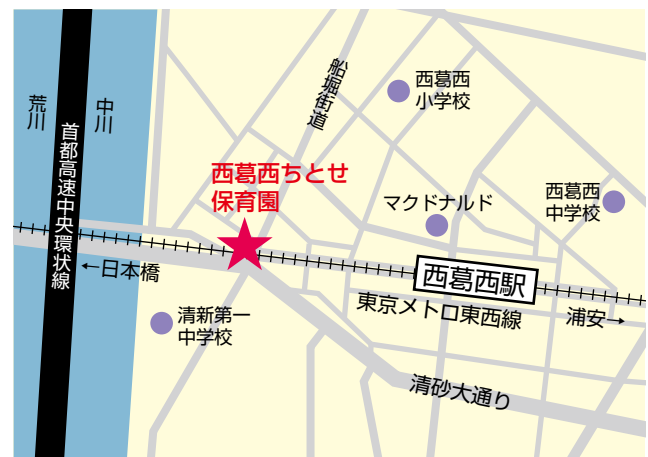 荒川
中川
首都高速中央環状線
船堀街道
西葛西
小学校
西葛西ちとせ
保育園
マクドナルド
西葛西
中学校
←日本橋
西葛西駅
東京メトロ東西線
浦安→
清新第一
中学校
清砂大通り